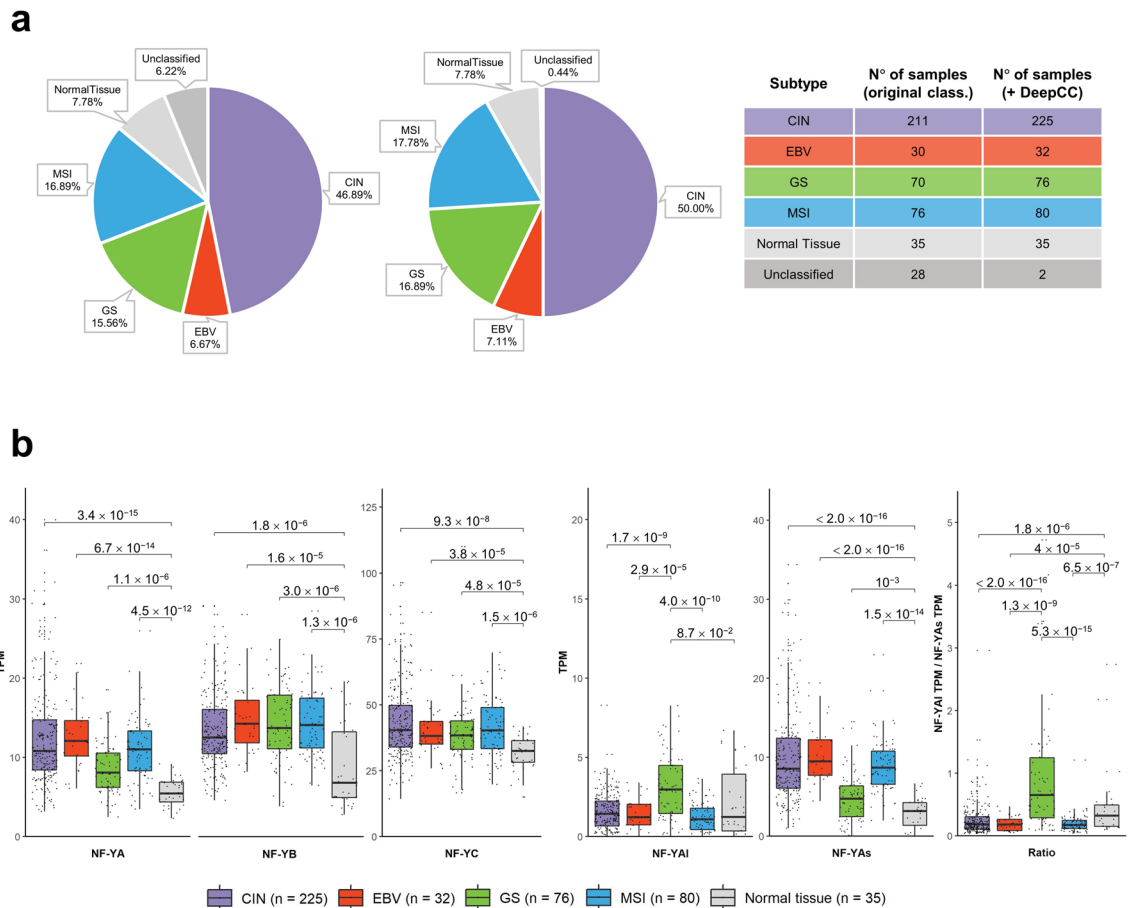 a
Unclassified
6.22%
NormalTissue
7.78%
MSI
16.89%
CIN
46.89%
GS
15.56%
EBV
6.67%
NormalTissue
7.78%
Unclassified
0.44%
MSI
17.78%
CIN
50.00%
GS
16.89%
EBV
7.11%
Subtype N° of samples (original class.) N° of samples (+ DeepCC)
CIN 211 225
EBV 30 32
GS 70 76
MSI 76 80
Normal Tissue 35 35
Unclassified 28 2
b
TPM
40
30
20
10
0
3.4 × 10⁻¹⁵
6.7 × 10⁻¹⁴
1.1 × 10⁻⁶
4.5 × 10⁻¹²
NF-YA
1.8 × 10⁻⁶
1.6 × 10⁻⁵
3.0 × 10⁻⁶
1.3 × 10⁻⁶
NF-YB
125
100
75
50
25
0
9.3 × 10⁻⁸
3.8 × 10⁻⁵
4.8 × 10⁻⁵
1.5 × 10⁻⁶
NF-YC
TPM
20
15
10
5
0
1.7 × 10⁻⁹
2.9 × 10⁻⁵
4.0 × 10⁻¹⁰
8.7 × 10⁻²
NF-YAl
40
30
20
10
0
< 2.0 × 10⁻¹⁶
< 2.0 × 10⁻¹⁶
10⁻³
1.5 × 10⁻¹⁴
NF-YAs
NF-YAl TPM / NF-YAs TPM
5
4
3
2
1
0
1.8 × 10⁻⁶
4 × 10⁻⁵
6.5 × 10⁻⁷
< 2.0 × 10⁻¹⁶
1.3 × 10⁻⁹
5.3 × 10⁻¹⁵
Ratio
CIN (n = 225) EBV (n = 32) GS (n = 76) MSI (n = 80) Normal tissue (n = 35)